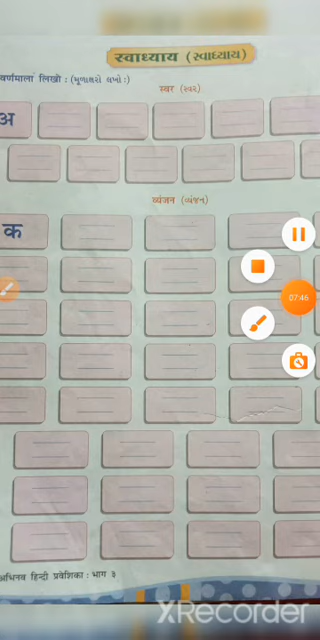 स्वाध्याय (સ્વાધ્યાય)
वर्णमाला लिखो : (મૂળાક્ષરો લખો :)
स्वर (સ્વર)
अ
व्यंजन (વ્યંજન)
क
07:46
अभिनव हिन्दी प्रवेशिका : भाग ३
XRecorder